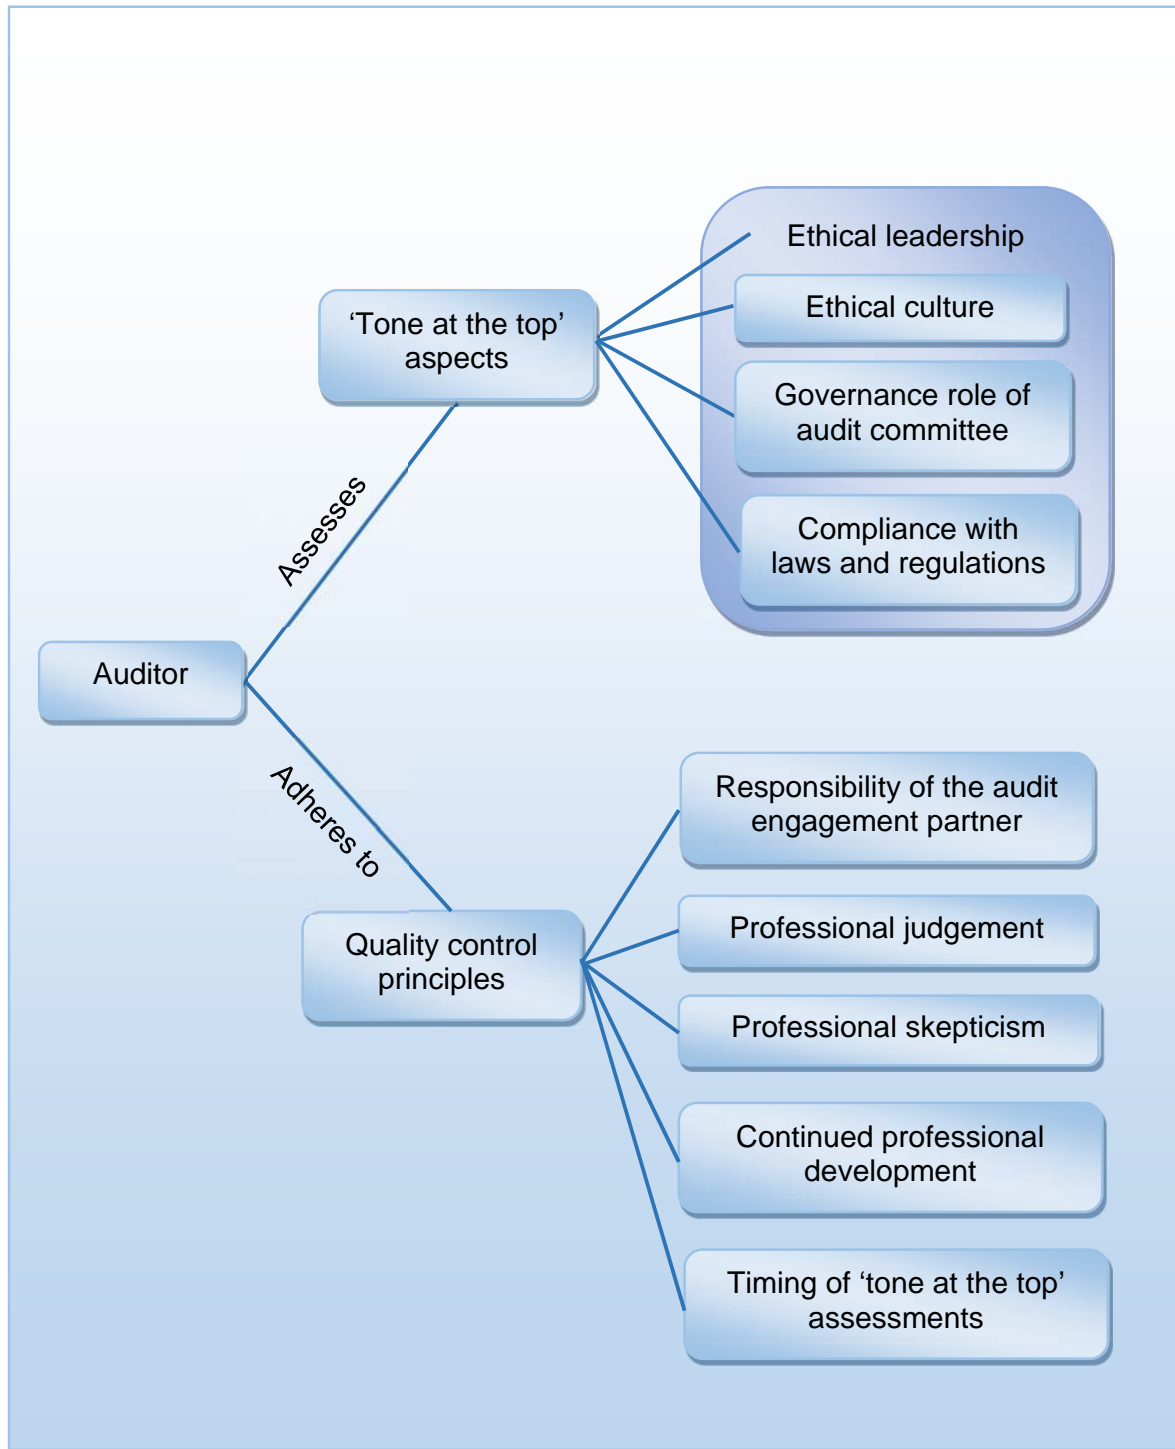 Ethical leadership
Ethical culture
‘Tone at the top’
aspects
Governance role of
audit committee
Compliance with
laws and regulations
Assesses
Auditor
Adheres to
Responsibility of the audit
engagement partner
Professional judgement
Quality control
principles
Professional skepticism
Continued professional
development
Timing of ‘tone at the top’
assessments